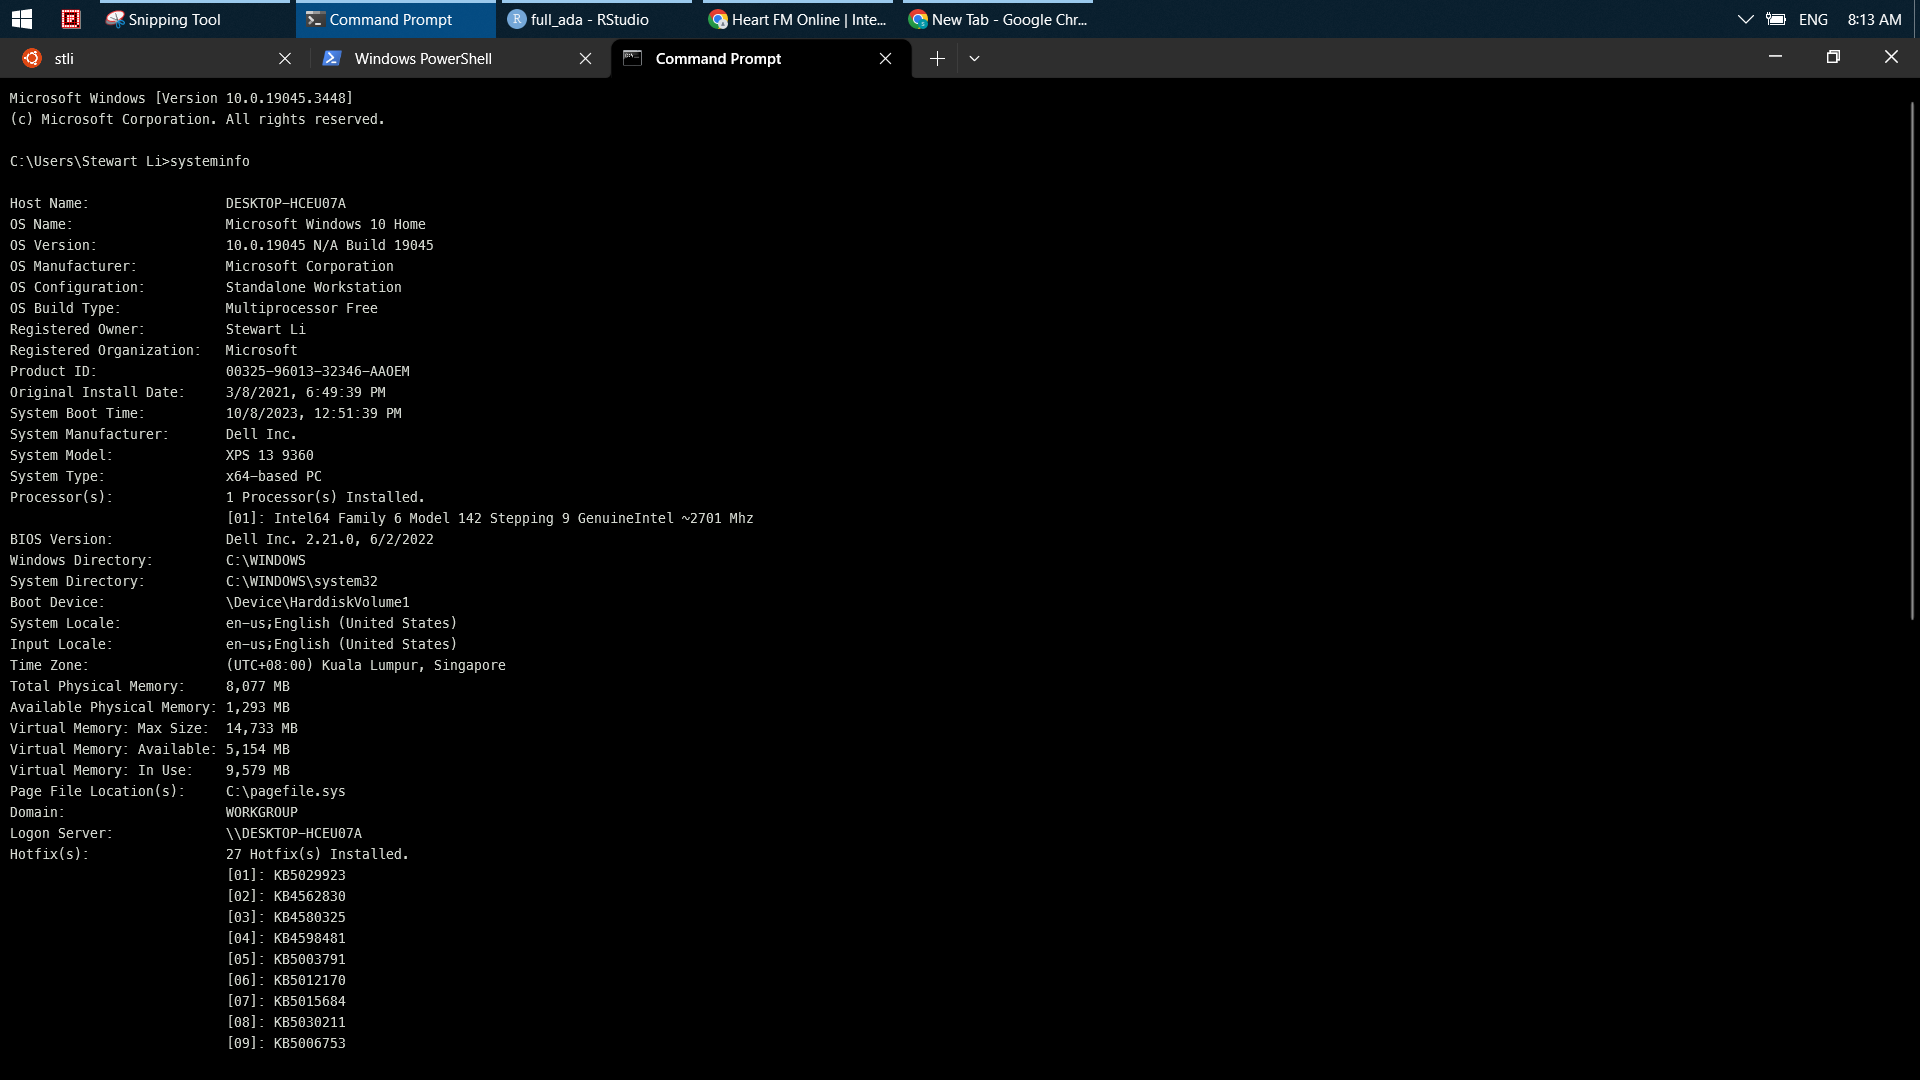 Snipping Tool
Command Prompt
R full_ada - RStudio
Heart FM Online | Inte...
New Tab - Google Chr...
ENG
8:13 AM
stli
Windows PowerShell
Command Prompt
Microsoft Windows [Version 10.0.19045.3448]
(c) Microsoft Corporation. All rights reserved.
C:\Users\Stewart Li>systeminfo
Host Name: DESKTOP-HCEU07A
OS Name: Microsoft Windows 10 Home
OS Version: 10.0.19045 N/A Build 19045
OS Manufacturer: Microsoft Corporation
OS Configuration: Standalone Workstation
OS Build Type: Multiprocessor Free
Registered Owner: Stewart Li
Registered Organization: Microsoft
Product ID: 00325-96013-32346-AAOEM
Original Install Date: 3/8/2021, 6:49:39 PM
System Boot Time: 10/8/2023, 12:51:39 PM
System Manufacturer: Dell Inc.
System Model: XPS 13 9360
System Type: x64-based PC
Processor(s): 1 Processor(s) Installed.
[01]: Intel64 Family 6 Model 142 Stepping 9 GenuineIntel ~2701 Mhz
BIOS Version: Dell Inc. 2.21.0, 6/2/2022
Windows Directory: C:\WINDOWS
System Directory: C:\WINDOWS\system32
Boot Device: \Device\HarddiskVolume1
System Locale: en-us;English (United States)
Input Locale: en-us;English (United States)
Time Zone: (UTC+08:00) Kuala Lumpur, Singapore
Total Physical Memory: 8,077 MB
Available Physical Memory: 1,293 MB
Virtual Memory: Max Size: 14,733 MB
Virtual Memory: Available: 5,154 MB
Virtual Memory: In Use: 9,579 MB
Page File Location(s): C:\pagefile.sys
Domain: WORKGROUP
Logon Server: \\DESKTOP-HCEU07A
Hotfix(s): 27 Hotfix(s) Installed.
[01]: KB5029923
[02]: KB4562830
[03]: KB4580325
[04]: KB4598481
[05]: KB5003791
[06]: KB5012170
[07]: KB5015684
[08]: KB5030211
[09]: KB5006753